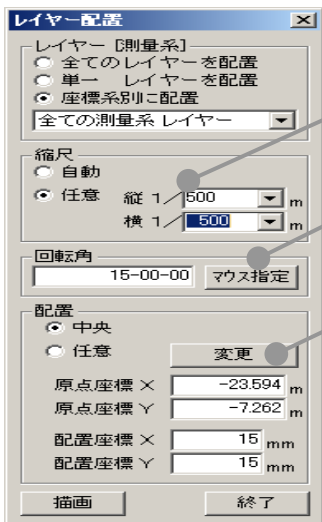 レイヤー配置
レイヤー [測量系]
全てのレイヤーを配置
単一 レイヤーを配置
座標系別に配置
全ての測量系 レイヤー
縮尺
自動
任意 縦 1/ 500 m
横 1/ 500 m
回転角
15-00-00 マウス指定
配置
中央
任意 変更
原点座標 X -23.594 m
原点座標 Y -7.262 m
配置座標 X 15 mm
配置座標 Y 15 mm
描画 終了